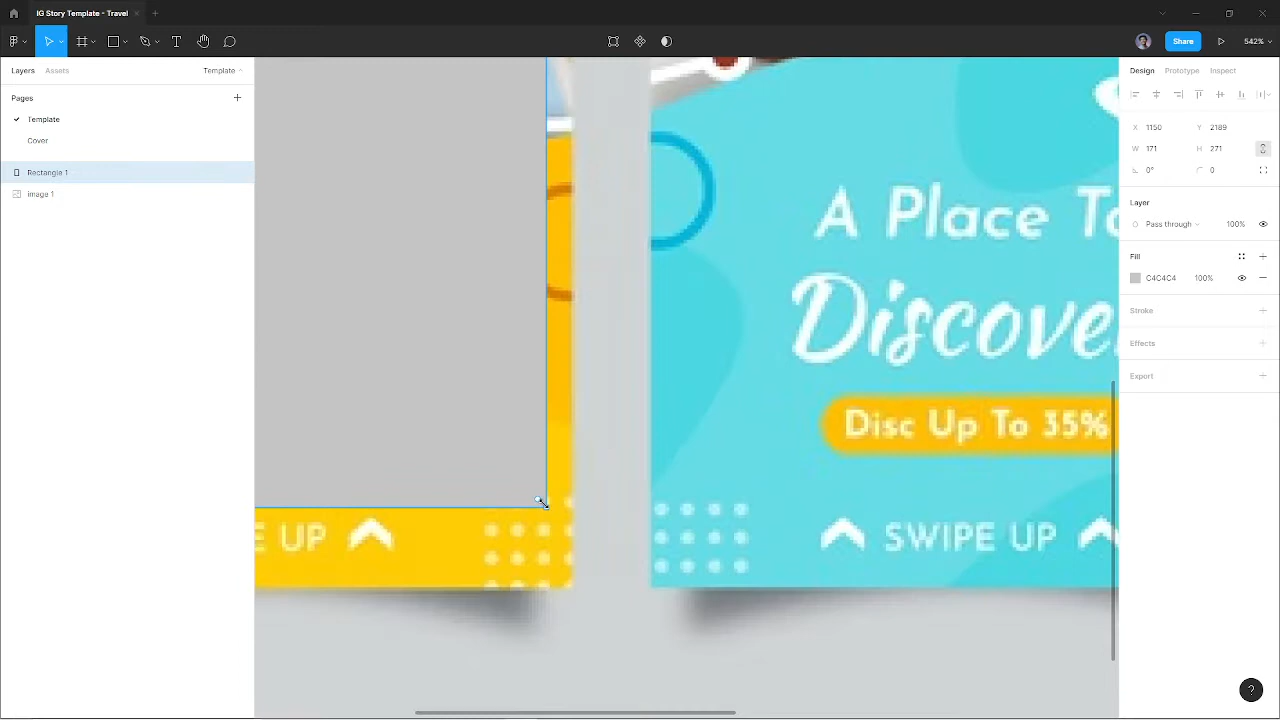 IG Story Template - Travel
Share
542%
Layers
Assets
Template
Pages
Template
Cover
Rectangle 1
image 1
Design
Prototype
Inspect
X 1150
Y 2189
W 171
H 271
0°
0
Layer
Pass through
100%
Fill
C4C4C4
100%
Stroke
Effects
Export
A Place To
Discover
Disc Up To 35%
E UP
SWIPE UP
?